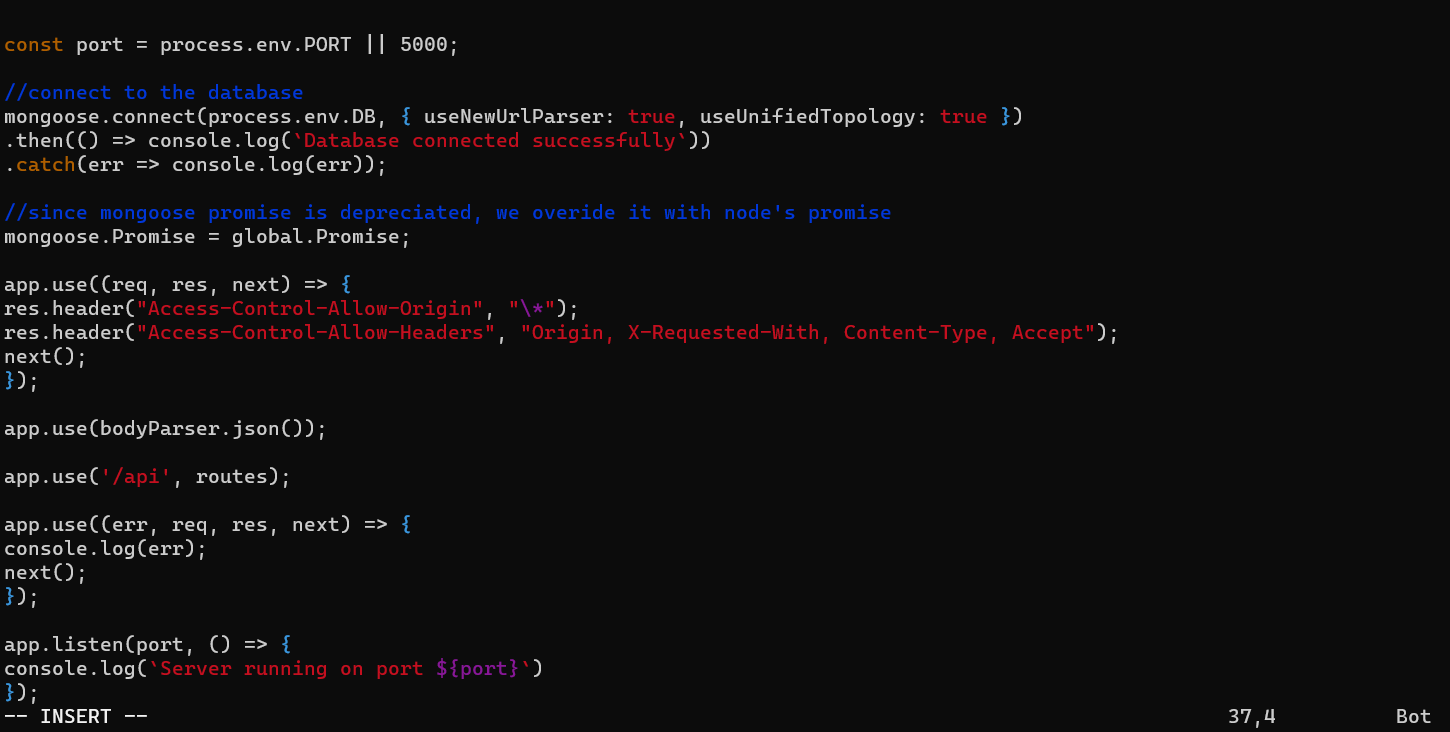 const port = process.env.PORT || 5000;
//connect to the database
mongoose.connect(process.env.DB, { useNewUrlParser: true, useUnifiedTopology: true })
.then(() => console.log(`Database connected successfully`))
.catch(err => console.log(err));
//since mongoose promise is depreciated, we overide it with node's promise
mongoose.Promise = global.Promise;
app.use((req, res, next) => {
res.header("Access-Control-Allow-Origin", "\*");
res.header("Access-Control-Allow-Headers", "Origin, X-Requested-With, Content-Type, Accept");
next();
});
app.use(bodyParser.json());
app.use('/api', routes);
app.use((err, req, res, next) => {
console.log(err);
next();
});
app.listen(port, () => {
console.log(`Server running on port ${port}`)
});
-- INSERT -- 37,4 Bot